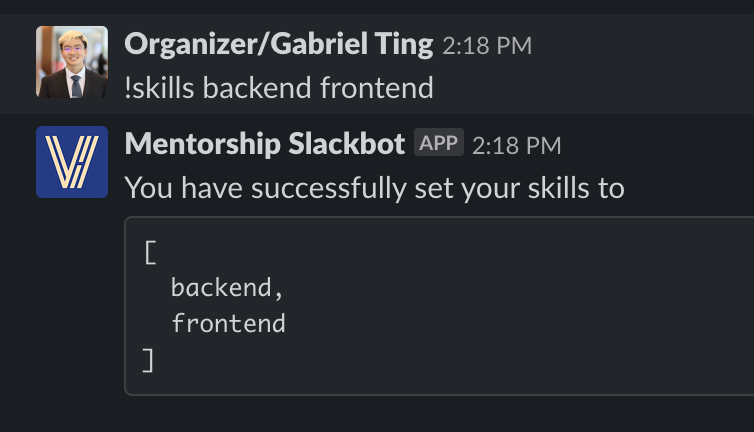 Organizer/Gabriel Ting 2:18 PM
!skills backend frontend
Mentorship Slackbot APP 2:18 PM
You have successfully set your skills to
[
  backend,
  frontend
]